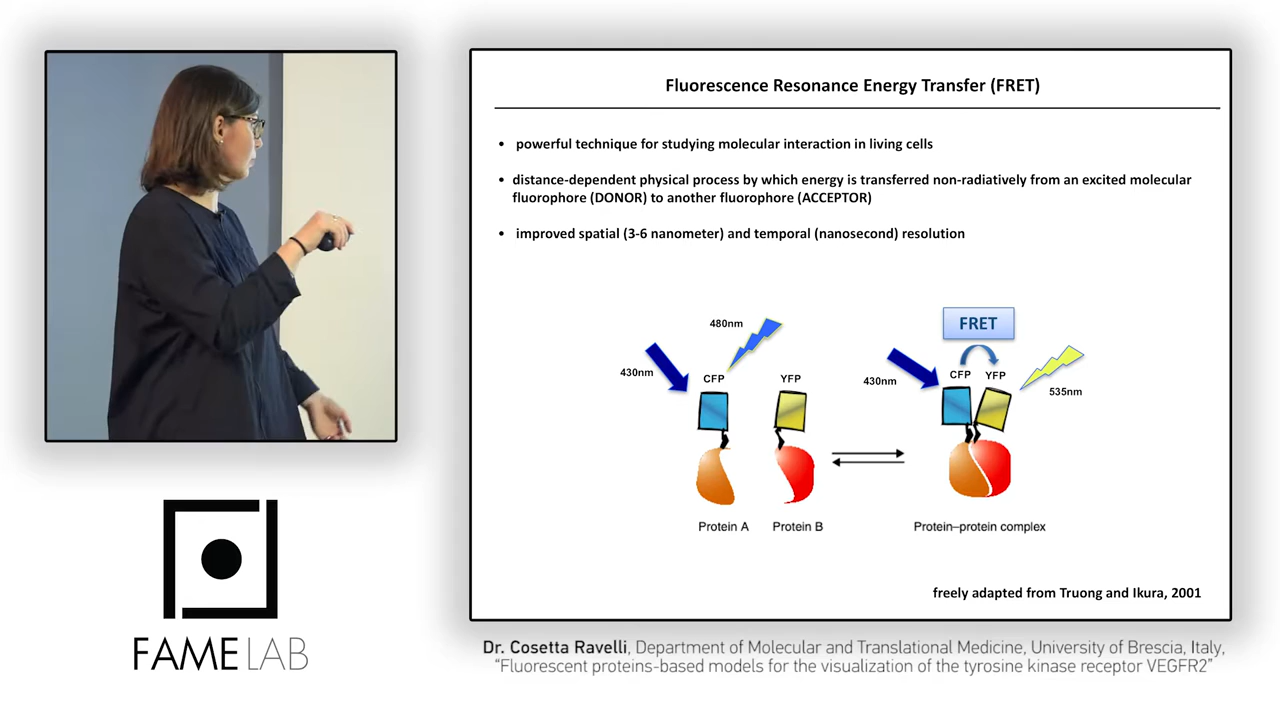 Fluorescence Resonance Energy Transfer (FRET)
• powerful technique for studying molecular interaction in living cells
• distance-dependent physical process by which energy is transferred non-radiatively from an excited molecular
fluorophore (DONOR) to another fluorophore (ACCEPTOR)
• improved spatial (3-6 nanometer) and temporal (nanosecond) resolution
480nm
430nm
CFP
YFP
FRET
430nm
CFP
YFP
535nm
Protein A
Protein B
Protein–protein complex
freely adapted from Truong and Ikura, 2001
FAMELAB
Dr. Cosetta Ravelli, Department of Molecular and Translational Medicine, University of Brescia, Italy,
“Fluorescent proteins-based models for the visualization of the tyrosine kinase receptor VEGFR2”